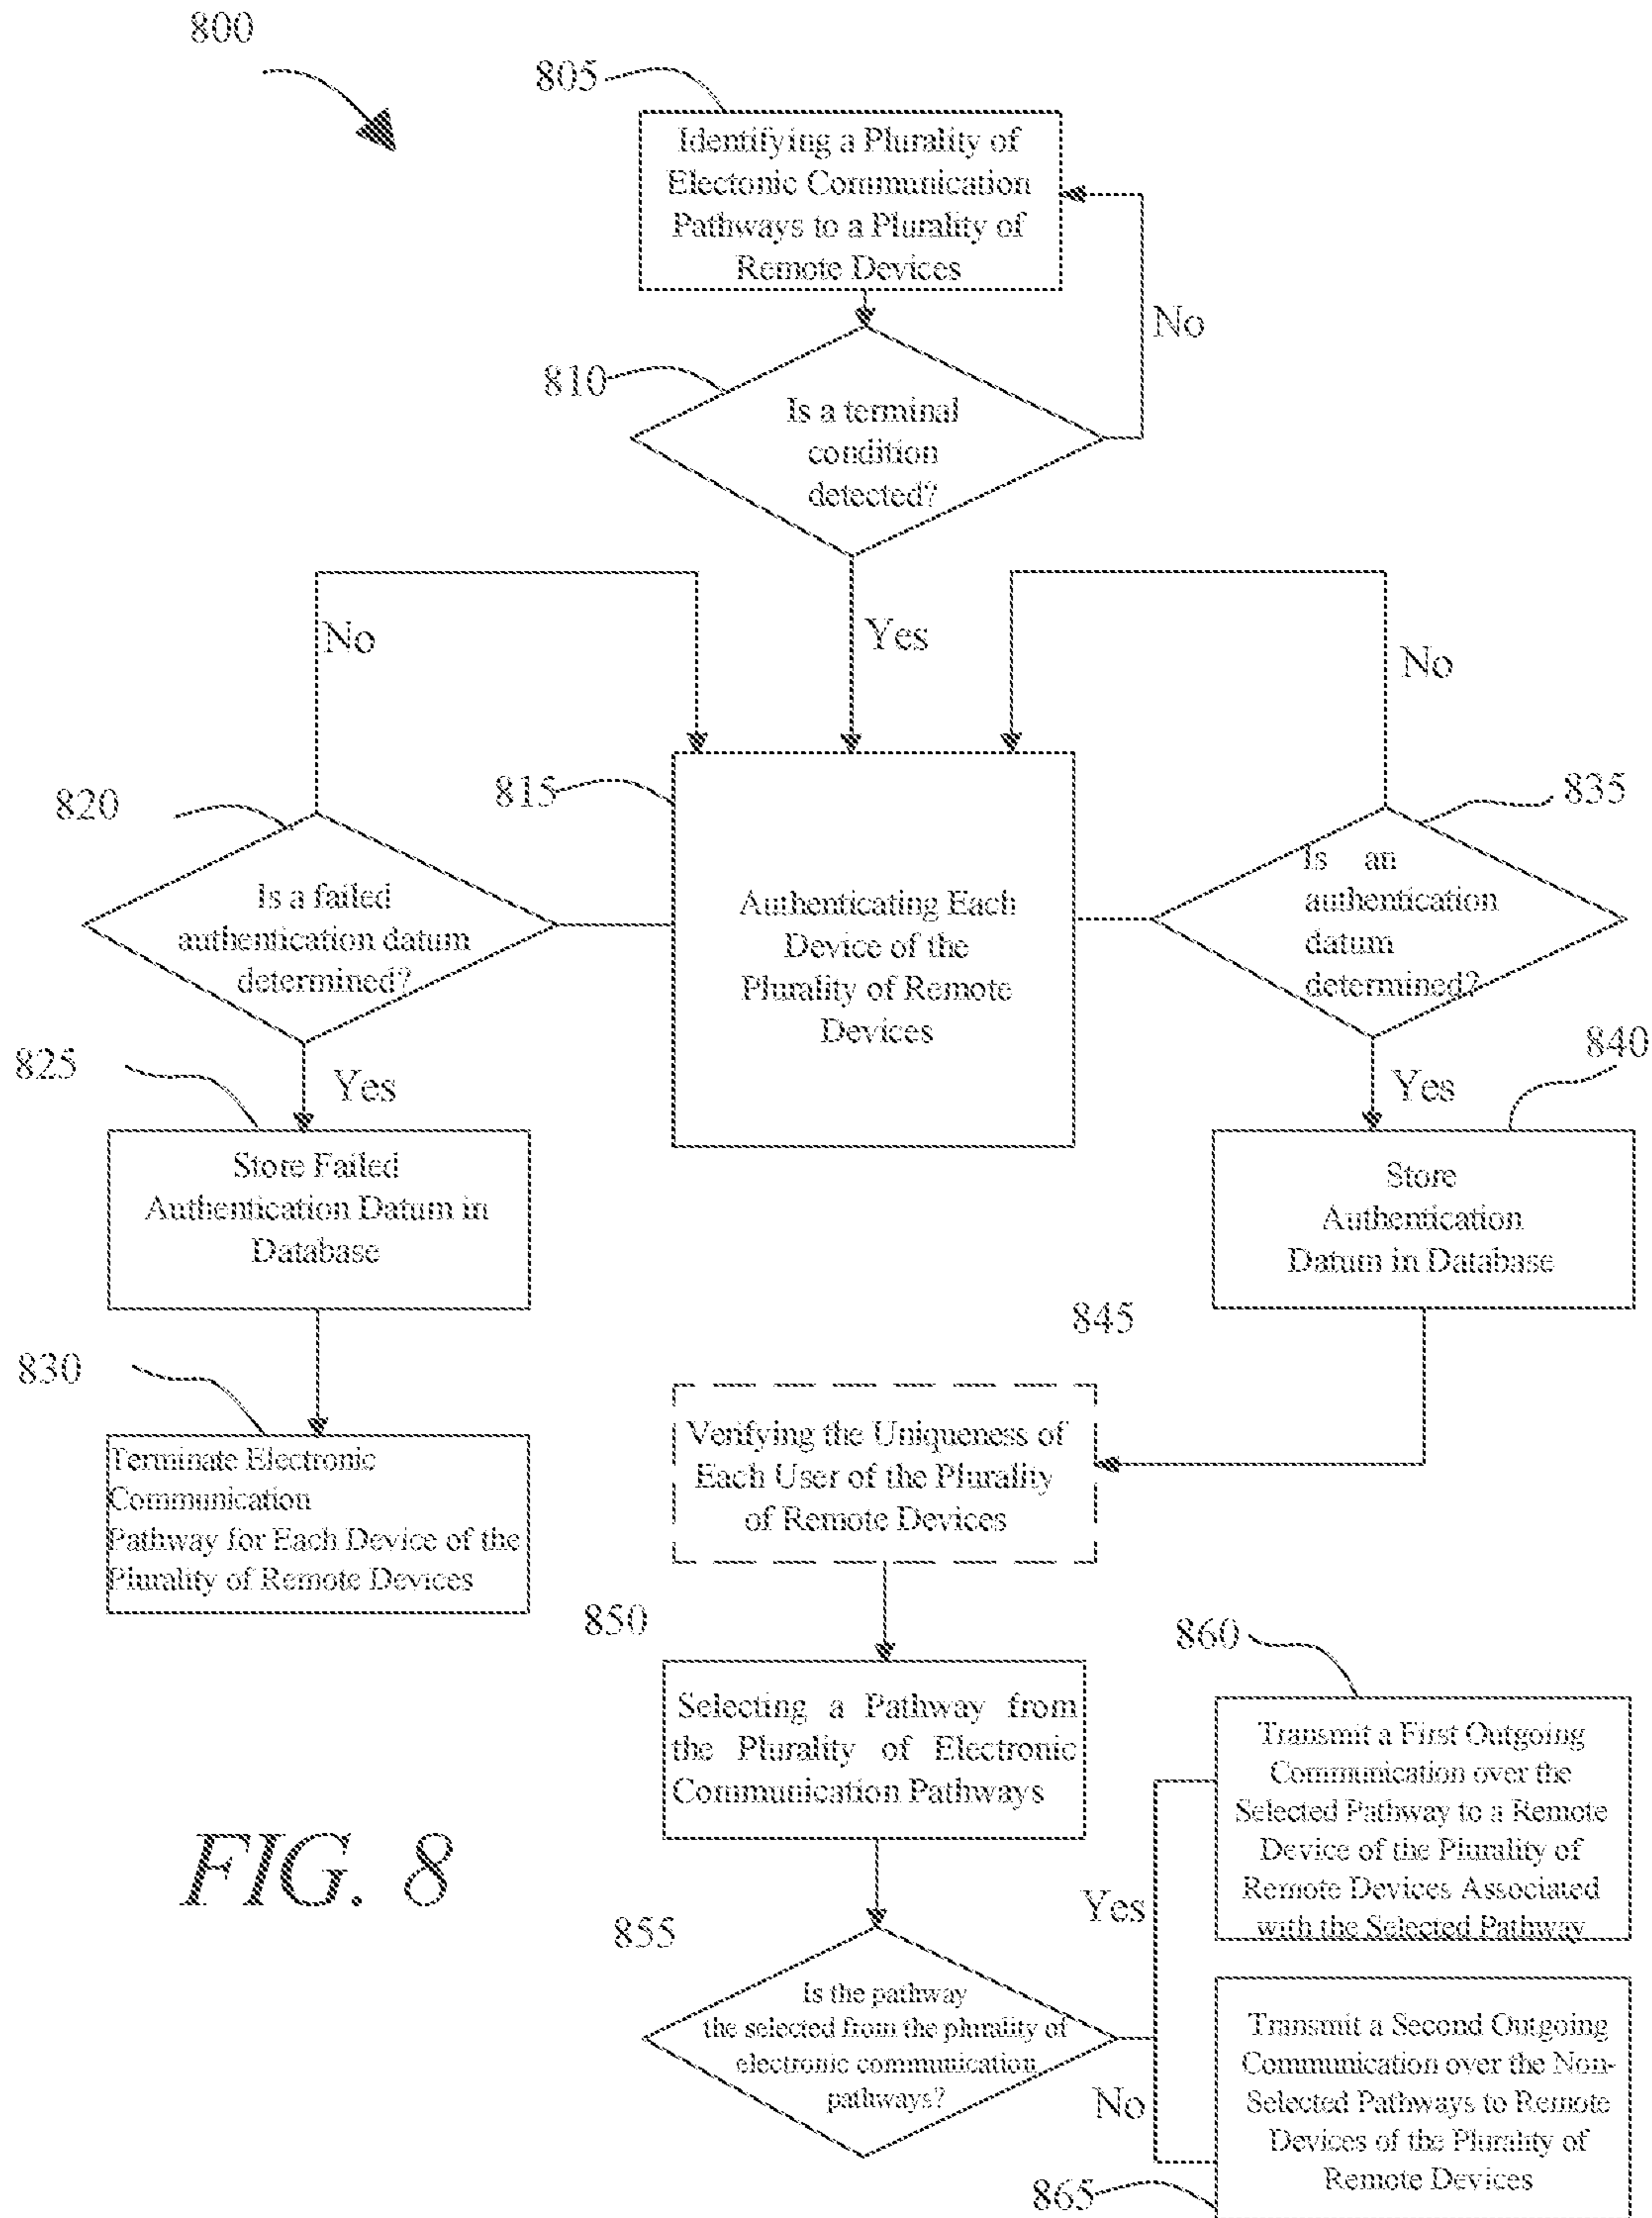 800
805
Identifying a Plurality of
Electonic Communication
Pathways to a Plurality of
Remote Devices
No
810
Is a terminal
condition
detected?
No
Yes
No
820
815
835
Is a failed
authentication datum
determined?
Authenticating Each
Device of the
Plurality of Remote
Devices
Is an
authentication
datum
determined?
825
Yes
840
Yes
Store Failed
Authentication Datum in
Database
Store
Authentication
Datum in Database
845
830
Terminate Electronic
Communication
Pathway for Each Device of the
Plurality of Remote Devices
Verifying the Uniqueness of
Each User of the Plurality
of Remote Devices
850
860
Selecting a Pathway from
the Plurality of Electronic
Communication Pathways
Transmit a First Outgoing
Communication over the
Selected Pathway to a Remote
Device of the Plurality of
Remote Devices Associated
with the Selected Pathway
FIG. 8
Yes
855
Is the pathway
the selected from the plurality of
electronic communication
pathways?
No
Transmit a Second Outgoing
Communication over the Non-
Selected Pathways to Remote
Devices of the Plurality of
Remote Devices
865